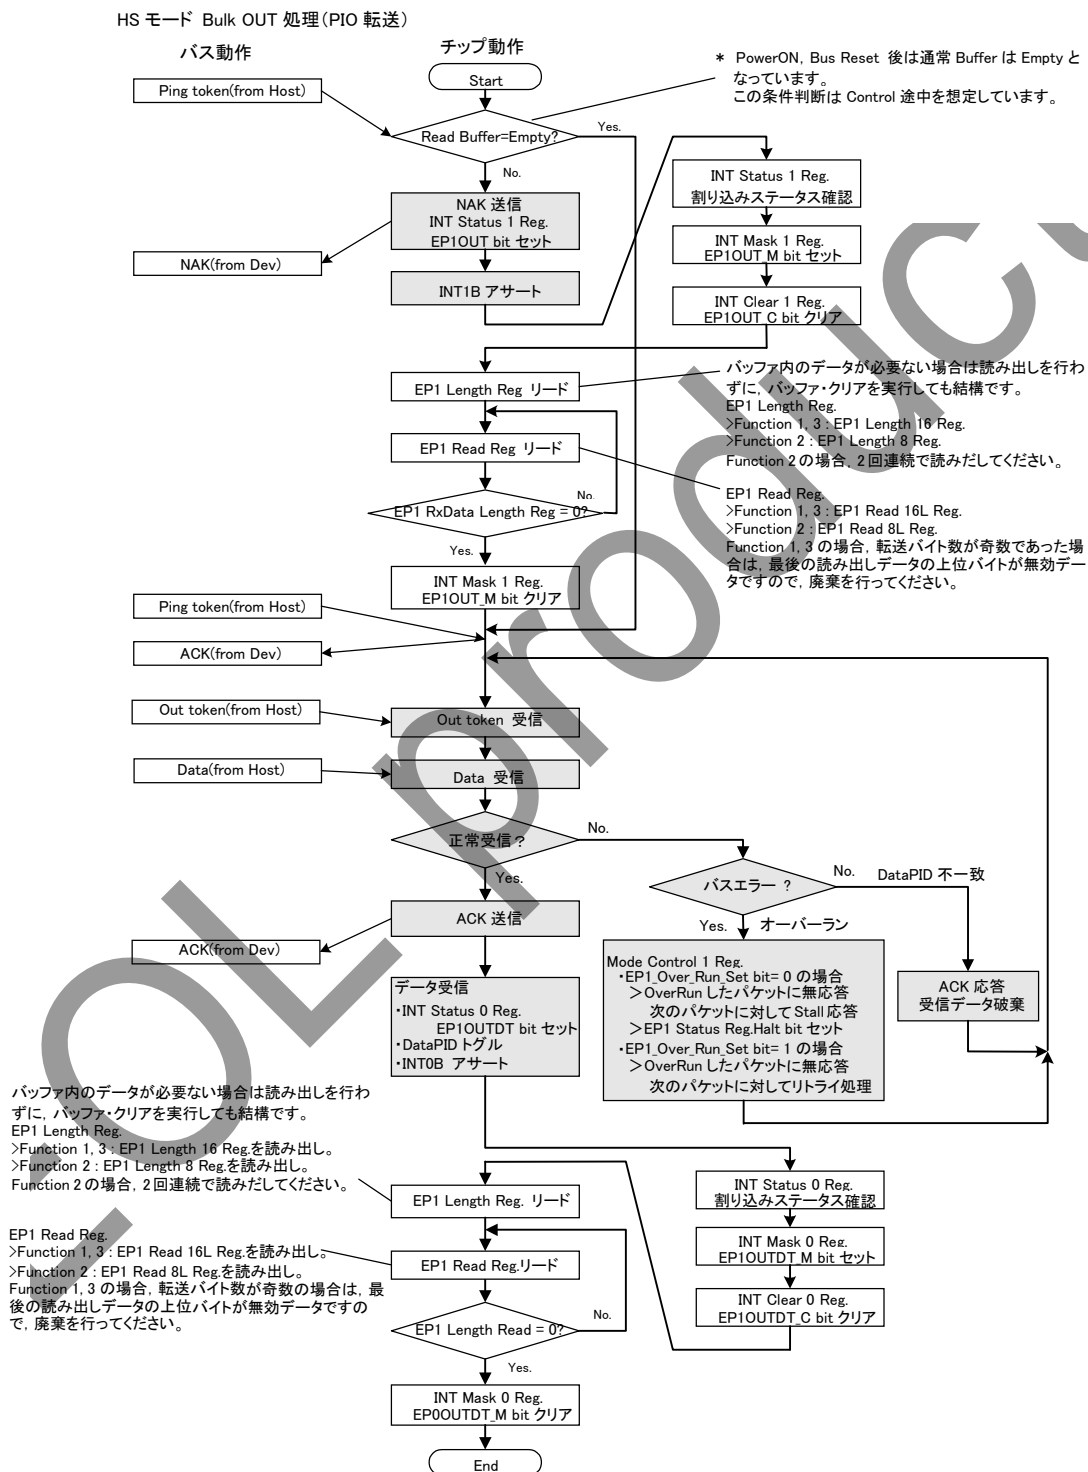 HS モード Bulk OUT 処理(PIO 転送)
バス動作
チップ動作
Start
* PowerON, Bus Reset 後は通常 Buffer は Empty と
なっています。
この条件判断は Control 途中を想定しています。
Ping token(from Host)
Read Buffer=Empty?
Yes.
No.
NAK 送信
INT Status 1 Reg.
EP1OUT bit セット
NAK(from Dev)
INT1B アサート
INT Status 1 Reg.
割り込みステータス確認
INT Mask 1 Reg.
EP1OUT_M bit セット
INT Clear 1 Reg.
EP1OUT_C bit クリア
EP1 Length Reg リード
バッファ内のデータが必要ない場合は読み出しを行わ
ずに, バッファ・クリアを実行しても結構です。
EP1 Length Reg.
>Function 1, 3 : EP1 Length 16 Reg.
>Function 2 : EP1 Length 8 Reg.
Function 2 の場合, 2 回連続で読みだしてください。
EP1 Read Reg リード
EP1 Read Reg.
>Function 1, 3 : EP1 Read 16L Reg.
>Function 2 : EP1 Read 8L Reg.
Function 1, 3 の場合, 転送バイト数が奇数であった場
合は, 最後の読み出しデータの上位バイトが無効デー
タですので, 廃棄を行ってください。
No.
EP1 RxData Length Reg = 0?
Yes.
INT Mask 1 Reg.
EP1OUT_M bit クリア
Ping token(from Host)
ACK(from Dev)
Out token(from Host)
Out token 受信
Data(from Host)
Data 受信
正常受信？
No.
Yes.
バスエラー ？
No.
DataPID 不一致
Yes.
オーバーラン
ACK 送信
ACK(from Dev)
Mode Control 1 Reg.
・EP1_Over_Run_Set bit= 0 の場合
＞OverRun したパケットに無応答
次のパケットに対して Stall 応答
＞EP1 Status Reg.Halt bit セット
・EP1_Over_Run_Set bit= 1 の場合
＞OverRun したパケットに無応答
次のパケットに対してリトライ処理
ACK 応答
受信データ破棄
データ受信
・INT Status 0 Reg.
EP1OUTDT bit セット
・DataPID トグル
・INT0B アサート
バッファ内のデータが必要ない場合は読み出しを行わ
ずに, バッファ・クリアを実行しても結構です。
EP1 Length Reg.
>Function 1, 3 : EP1 Length 16 Reg.を読み出し。
>Function 2 : EP1 Length 8 Reg.を読み出し。
Function 2 の場合, 2 回連続で読みだしてください。
EP1 Length Reg. リード
INT Status 0 Reg.
割り込みステータス確認
INT Mask 0 Reg.
EP1OUTDT_M bit セット
INT Clear 0 Reg.
EP1OUTDT_C bit クリア
EP1 Read Reg.
>Function 1, 3 : EP1 Read 16L Reg.を読み出し。
>Function 2 : EP1 Read 8L Reg.を読み出し。
Function 1, 3 の場合, 転送バイト数が奇数の場合は, 最
後の読み出しデータの上位バイトが無効データですの
で, 廃棄を行ってください。
EP1 Read Reg.リード
No.
EP1 Length Read = 0?
Yes.
INT Mask 0 Reg.
EP0OUTDT_M bit クリア
End
EOL product